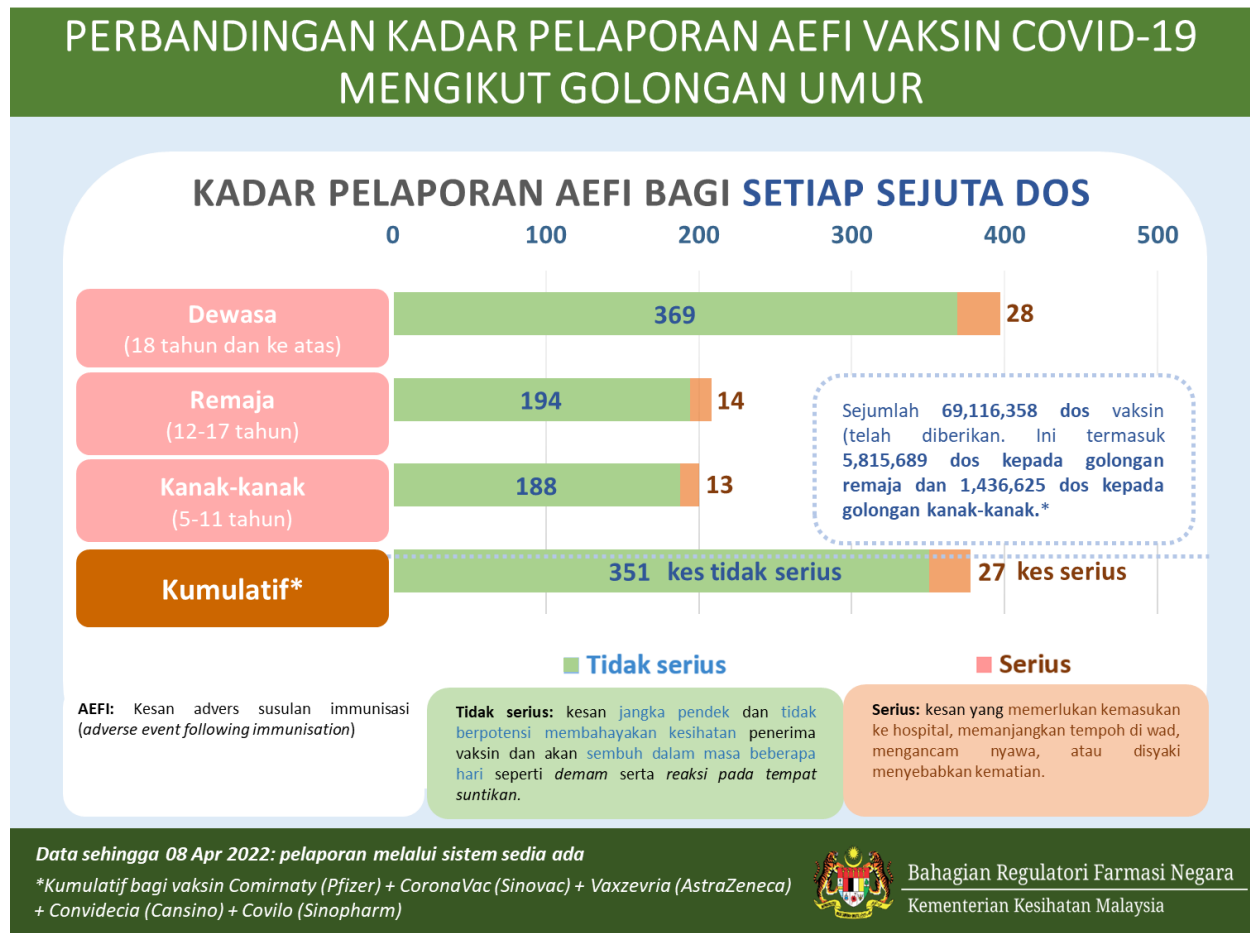 PERBANDINGAN KADAR PELAPORAN AEFI VAKSIN COVID-19
MENGIKUT GOLONGAN UMUR
KADAR PELAPORAN AEFI BAGI SETIAP SEJUTA DOS
0 100 200 300 400 500
Dewasa
(18 tahun dan ke atas)
369 28
Remaja
(12-17 tahun)
194 14
Kanak-kanak
(5-11 tahun)
188 13
Sejumlah 69,116,358 dos vaksin
(telah diberikan. Ini termasuk
5,815,689 dos kepada golongan
remaja dan 1,436,625 dos kepada
golongan kanak-kanak.*
Kumulatif*
351 kes tidak serius 27 kes serius
Tidak serius
Serius
AEFI: Kesan advers susulan immunisasi
(adverse event following immunisation)
Tidak serius: kesan jangka pendek dan tidak
berpotensi membahayakan kesihatan penerima
vaksin dan akan sembuh dalam masa beberapa
hari seperti demam serta reaksi pada tempat
suntikan.
Serius: kesan yang memerlukan kemasukan
ke hospital, memanjangkan tempoh di wad,
mengancam nyawa, atau disyaki
menyebabkan kematian.
Data sehingga 08 Apr 2022: pelaporan melalui sistem sedia ada
*Kumulatif bagi vaksin Comirnaty (Pfizer) + CoronaVac (Sinovac) + Vaxzevria (AstraZeneca)
+ Convidecia (Cansino) + Covilo (Sinopharm)
Bahagian Regulatori Farmasi Negara
Kementerian Kesihatan Malaysia